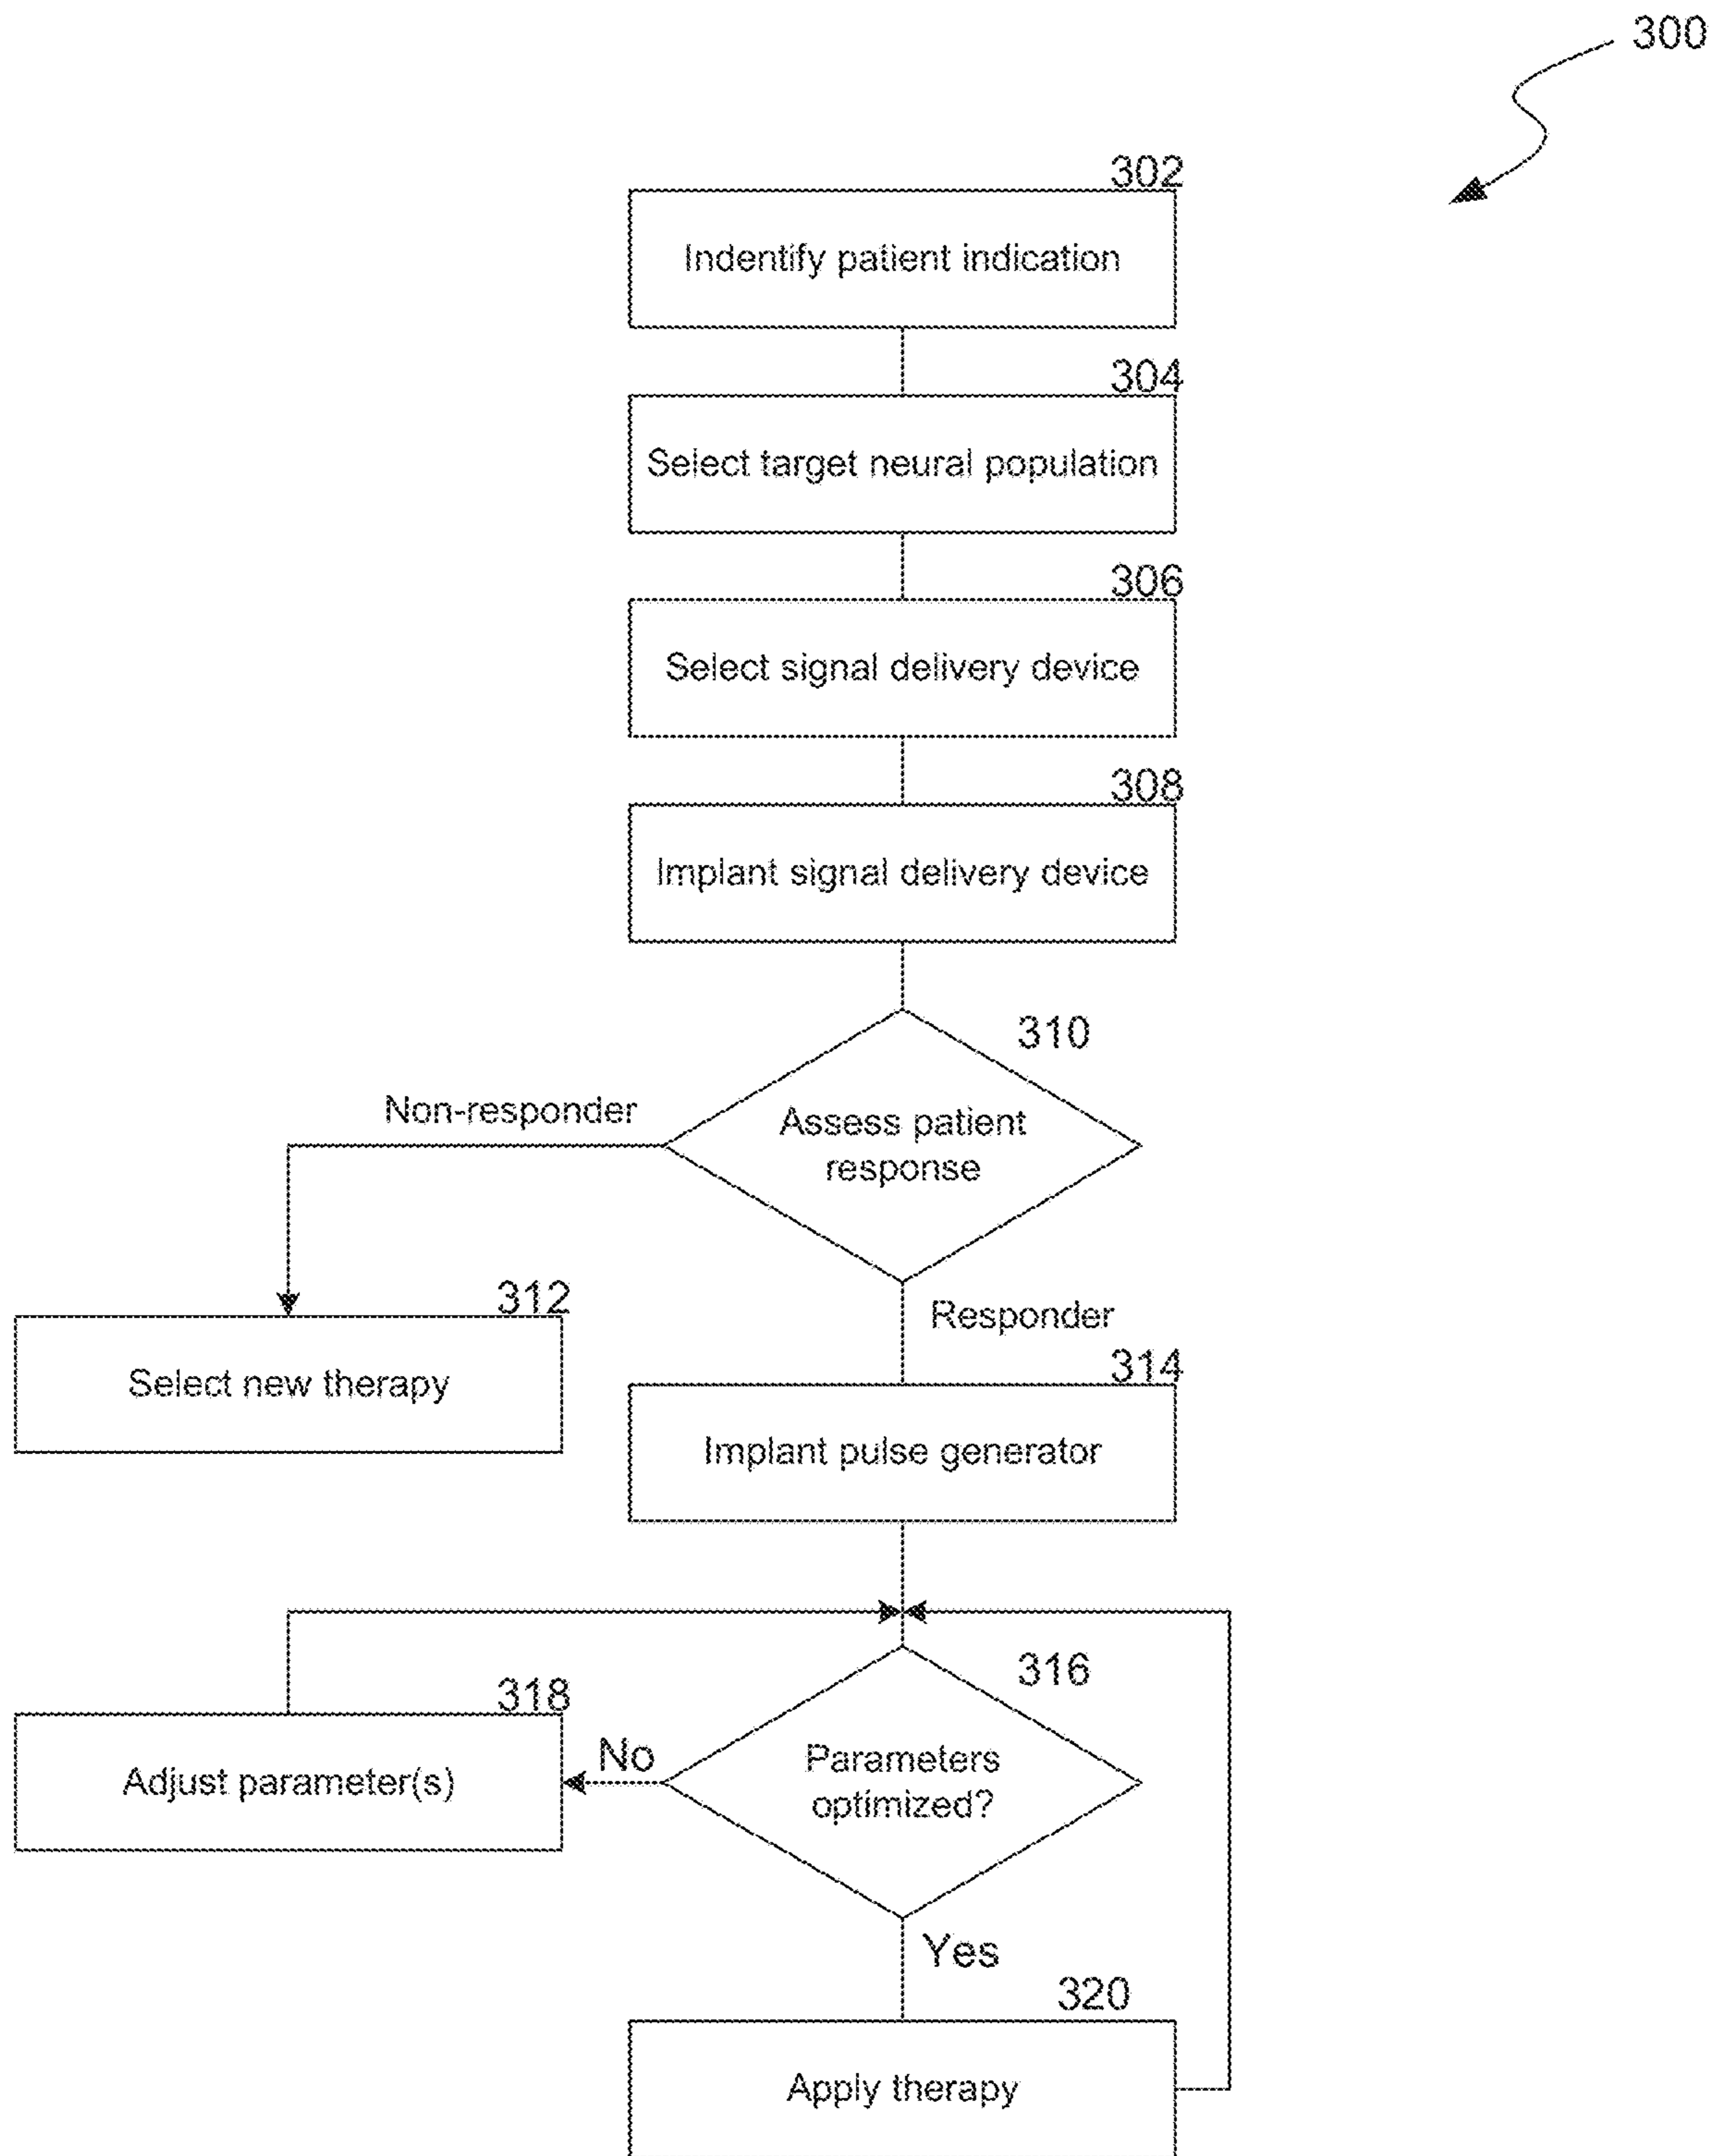 300
302
Indentify patient indication
304
Select target neural population
306
Select signal delivery device
308
Implant signal delivery device
310
Non-responder
Assess patient
response
312
Responder
Select new therapy
314
Implant pulse generator
316
318
No
Parameters
Adjust parameter(s)
optimized?
Yes
320
Apply therapy